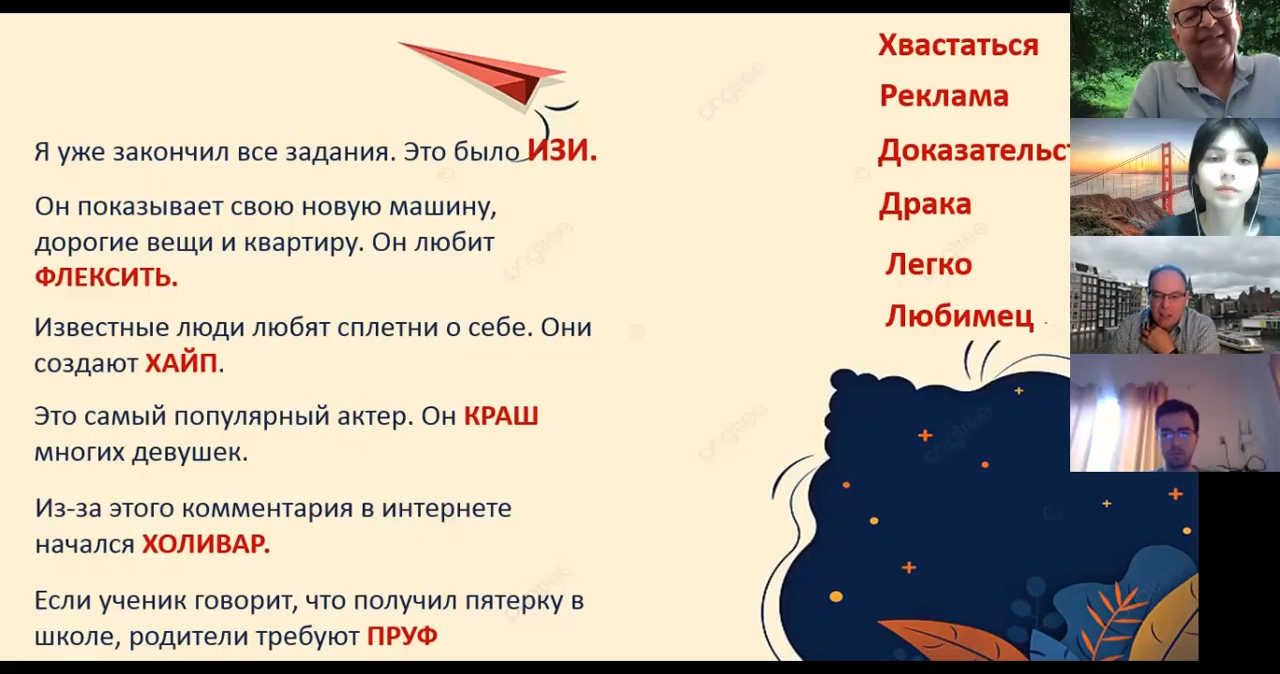 Я уже закончил все задания. Это было ИЗИ.
Он показывает свою новую машину,
дорогие вещи и квартиру. Он любит
ФЛЕКСИТЬ.
Известные люди любят сплетни о себе. Они
создают ХАЙП.
Это самый популярный актер. Он КРАШ
многих девушек.
Из-за этого комментария в интернете
начался ХОЛИВАР.
Если ученик говорит, что получил пятерку в
школе, родители требуют ПРУФ
Хвастаться
Реклама
Драка
Легко
Любимец